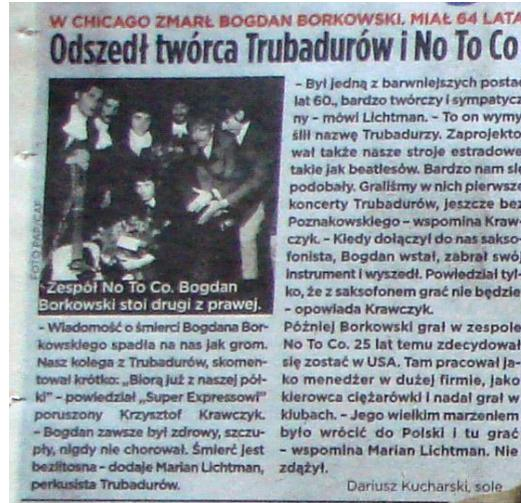 W CHICAGO ZMARŁ BOGDAN BORKOWSKI. MIAŁ 64 LATA
Odszedł twórca Trubadurów i No To Co
FOTO PAP/CAF
Zespół No To Co. Bogdan
Borkowski stoi drugi z prawej.
- Wiadomość o śmierci Bogdana Bor-
kowskiego spadła na nas jak grom.
Nasz kolega z Trubadurów, skomen-
tował krótko: „Biorą już z naszej pół-
ki” - powiedział „Super Expressowi”
poruszony Krzysztof Krawczyk.
- Bogdan zawsze był zdrowy, szczu-
pły, nigdy nie chorował. Śmierć jest
bezlitosna - dodaje Marian Lichtman,
perkusista Trubadurów.
- Był jedną z barwniejszych posta
lat 60., bardzo twórczy i sympatycz
ny - mówi Lichtman. - To on wymy
ślił nazwę Trubadurzy. Zaprojekto
wał także nasze stroje estradowe
takie jak beatlesów. Bardzo nam się
podobały. Graliśmy w nich pierwsze
koncerty Trubadurów, jeszcze bez
Poznakowskiego - wspomina Kraw-
czyk. - Kiedy dołączył do nas sakso-
fonista, Bogdan wstał, zabrał swój
instrument i wyszedł. Powiedział tyl-
ko, że z saksofonem grać nie będzie
- opowiada Krawczyk.
Później Borkowski grał w zespole
No To Co. 25 lat temu zdecydował
się zostać w USA. Tam pracował ja-
ko menedżer w dużej firmie, jako
kierowca ciężarówki i nadal grał w
klubach. - Jego wielkim marzeniem
było wrócić do Polski i tu grać
- wspomina Marian Lichtman. Nie
zdążył.
Dariusz Kucharski, sole